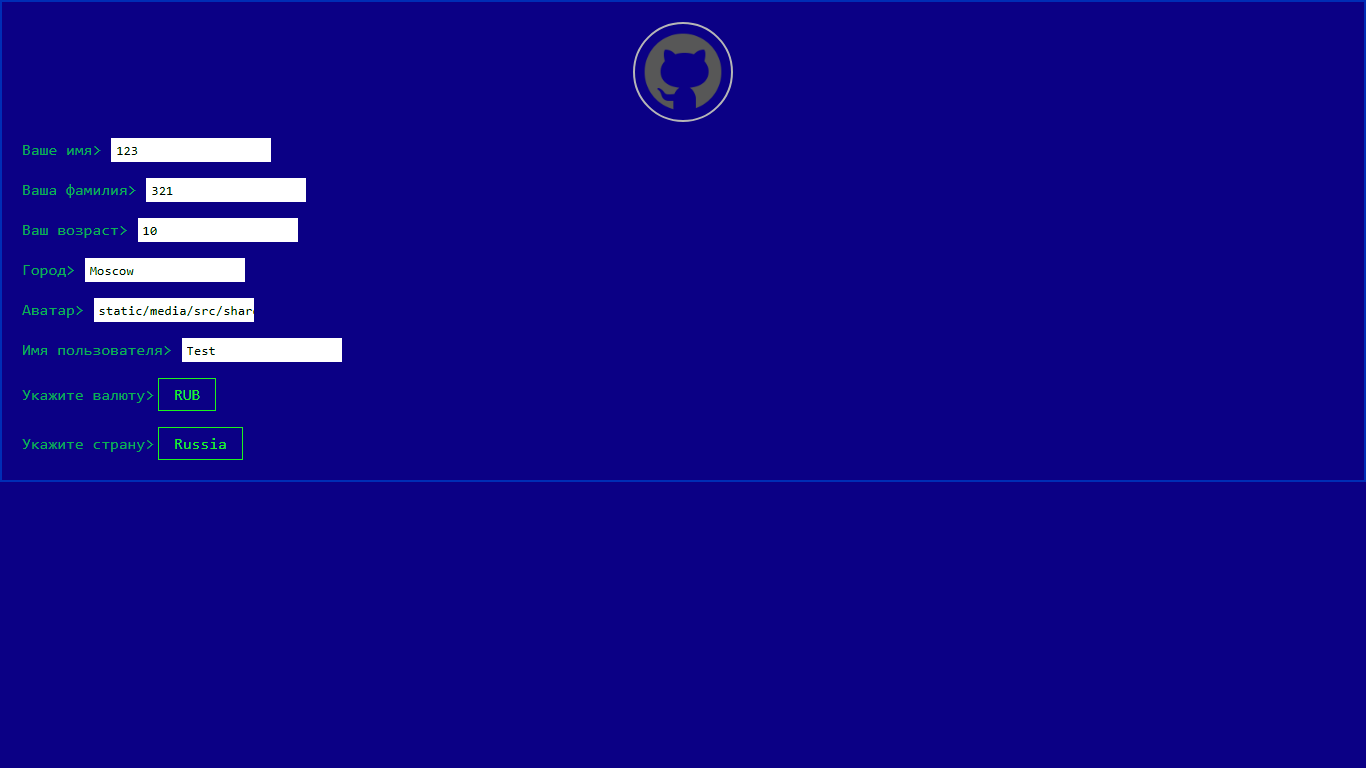 Ваше имя> 123
Ваша фамилия> 321
Ваш возраст> 10
Город> Moscow
Аватар> static/media/src/shar
Имя пользователя> Test
Укажите валюту> RUB
Укажите страну> Russia